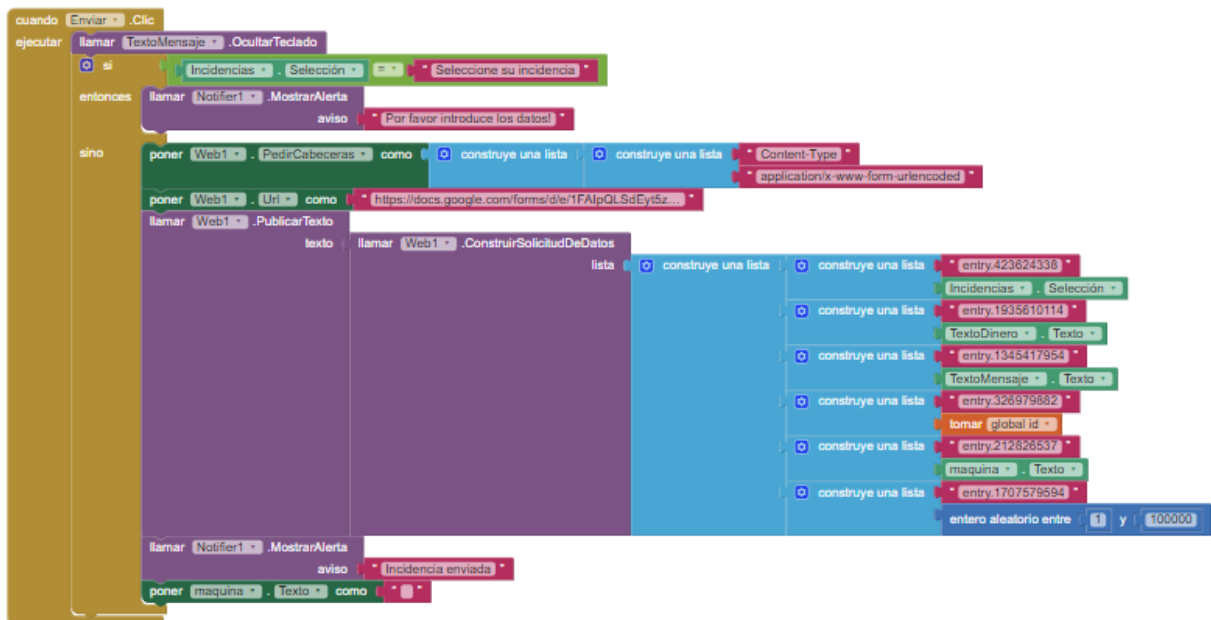 cuando Enviar .Clic
ejecutar llamar TextoMensaje .OcultarTeclado
si Incidencias . Selección = " Seleccione su incidencia "
entonces llamar Notifier1 .MostrarAlerta
aviso " Por favor introduce los datos! "
sino poner Web1 . PedirCabeceras como construye una lista construye una lista " Content-Type "
" application/x-www-form-urlencoded "
poner Web1 . Url como " https://docs.google.com/forms/d/e/1FAIpQLSdEyt5z... "
llamar Web1 .PublicarTexto
texto llamar Web1 .ConstruirSolicitudDeDatos
lista construye una lista construye una lista " entry.423624338 "
Incidencias . Selección
construye una lista " entry.1935610114 "
TextoDinero . Texto
construye una lista " entry.1345417954 "
TextoMensaje . Texto
construye una lista " entry.326979882 "
tomar global id
construye una lista " entry.212826537 "
maquina . Texto
construye una lista " entry.1707579594 "
entero aleatorio entre 1 y 100000
llamar Notifier1 .MostrarAlerta
aviso " Incidencia enviada "
poner maquina . Texto como " "